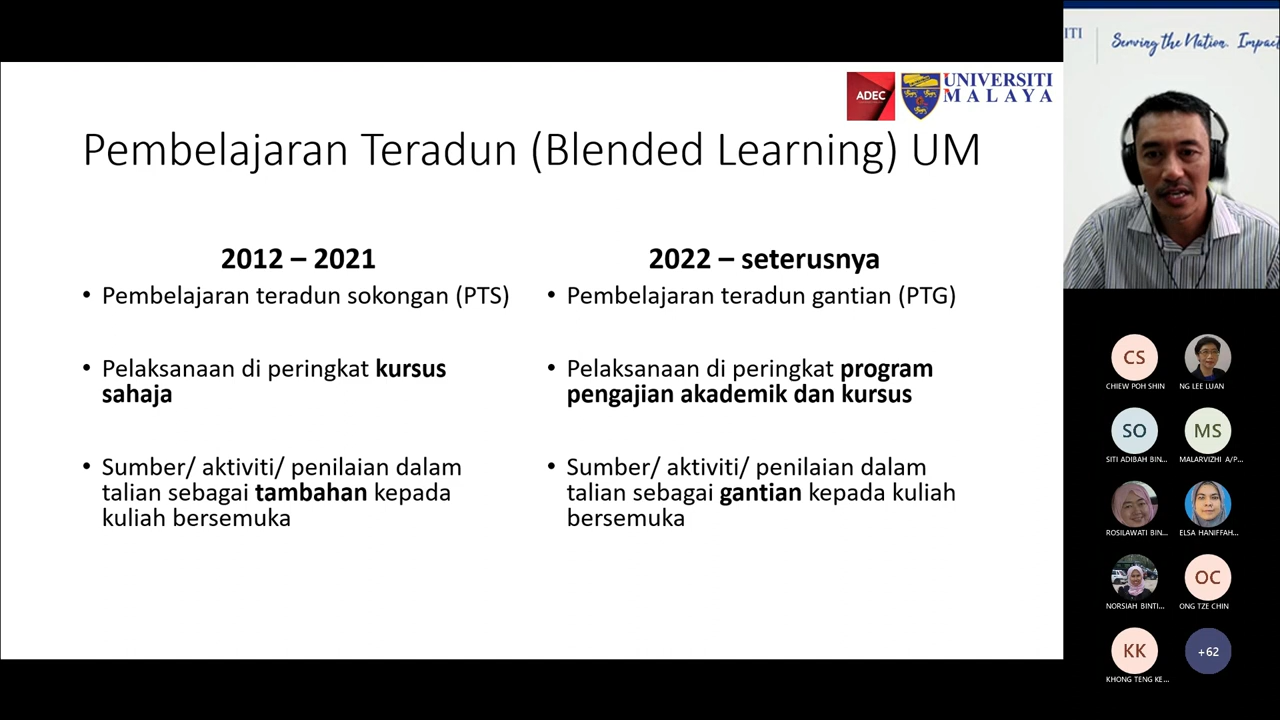 ADEC
UNIVERSITI
MALAYA
Pembelajaran Teradun (Blended Learning) UM
2012 – 2021
• Pembelajaran teradun sokongan (PTS)
• Pelaksanaan di peringkat kursus
sahaja
• Sumber/ aktiviti/ penilaian dalam
talian sebagai tambahan kepada
kuliah bersemuka
2022 – seterusnya
• Pembelajaran teradun gantian (PTG)
• Pelaksanaan di peringkat program
pengajian akademik dan kursus
• Sumber/ aktiviti/ penilaian dalam
talian sebagai gantian kepada kuliah
bersemuka
ITI
Serving the Nation. Impact
CS
CHIEW POH SHIN
NG LEE LUAN
SO
SITI ADIBAH BIN...
MS
MALARVIZHI A/P...
ROSILAWATI BIN...
ELSA HANIFFAH...
NORSIAH BINTI...
OC
ONG TZE CHIN
KK
KHONG TENG KE...
+62